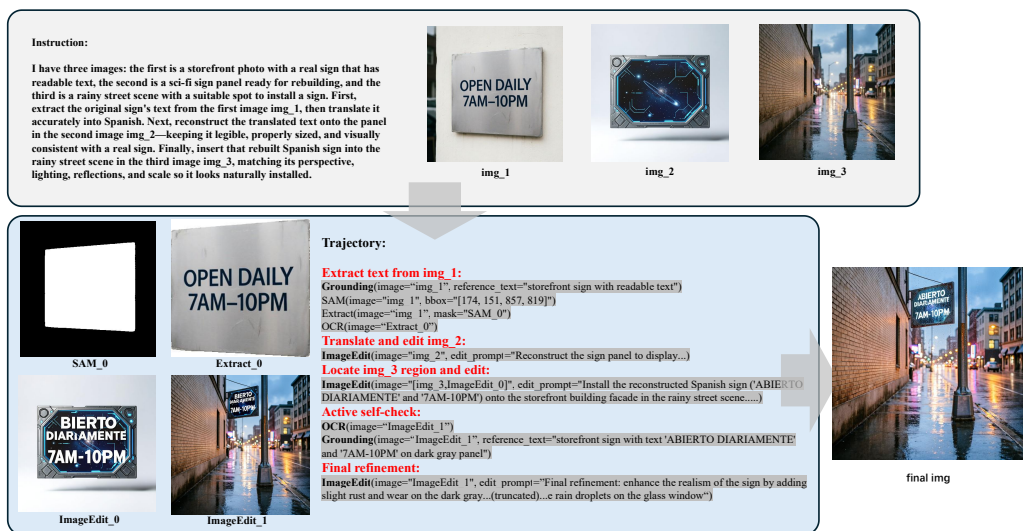 Instruction:
I have three images: the first is a storefront photo with a real sign that has
readable text, the second is a sci-fi sign panel ready for rebuilding, and the
third is a rainy street scene with a suitable spot to install a sign. First,
extract the original sign's text from the first image img_1, then translate it
accurately into Spanish. Next, reconstruct the translated text onto the panel
in the second image img_2—keeping it legible, properly sized, and visually
consistent with a real sign. Finally, insert that rebuilt Spanish sign into the
rainy street scene in the third image img_3, matching its perspective,
lighting, reflections, and scale so it looks naturally installed.
OPEN DAILY
7AM–10PM
img_1
img_2
img_3
SAM_0
OPEN DAILY
7AM–10PM
Extract_0
BIERTO
DIARIAMENTE
7AM-10PM
ImageEdit_0
ABIERTO
7AM-10PM
ImageEdit_1
Trajectory:
Extract text from img_1:
Grounding(image="img_1", reference_text="storefront sign with readable text")
SAM(image="img_1", bbox="[174, 151, 857, 819]")
Extract(image="img_1", mask="SAM_0")
OCR(image="Extract_0")
Translate and edit img_2:
ImageEdit(image="img_2", edit_prompt="Reconstruct the sign panel to display...)
Locate img_3 region and edit:
ImageEdit(image="[img_3,ImageEdit_0]", edit_prompt="Install the reconstructed Spanish sign ('ABIERTO
DIARIAMENTE' and '7AM-10PM') onto the storefront building facade in the rainy street scene.....)
Active self-check:
OCR(image="ImageEdit_1")
Grounding(image="ImageEdit_1", reference_text="storefront sign with text 'ABIERTO DIARIAMENTE'
and '7AM-10PM' on dark gray panel")
Final refinement:
ImageEdit(image="ImageEdit_1", edit_prompt="Final refinement: enhance the realism of the sign by adding
slight rust and wear on the dark gray...(truncated)...e rain droplets on the glass window")
ABIERTO
7AM-10PM
final img